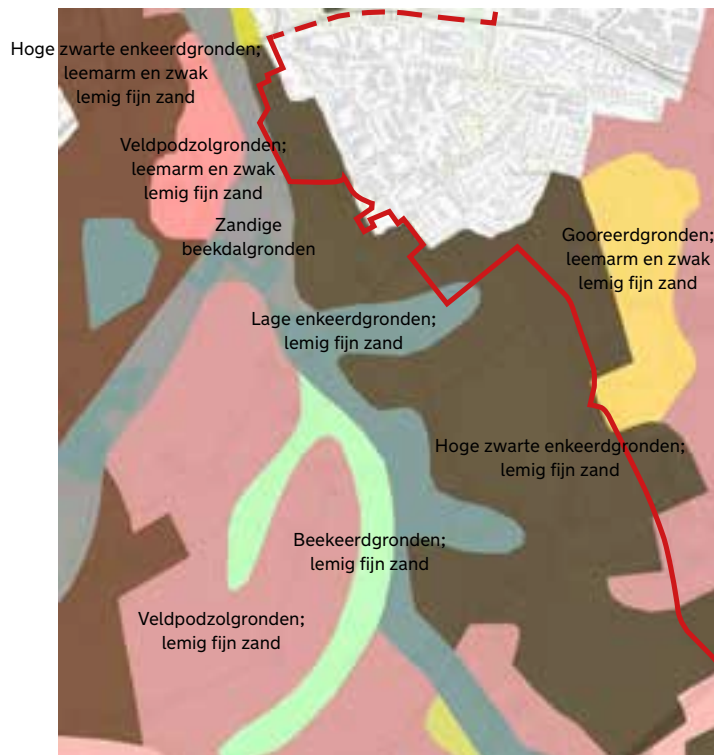 Hoge zwarte enkeerdgronden;
leemarm en zwak
lemig fijn zand
Veldpodzolgronden;
leemarm en zwak
lemig fijn zand
Zandige
beekdalgronden
Gooreerdgronden;
leemarm en zwak
lemig fijn zand
Lage enkeerdgronden;
lemig fijn zand
Hoge zwarte enkeerdgronden;
lemig fijn zand
Beekeerdgronden;
lemig fijn zand
Veldpodzolgronden;
lemig fijn zand